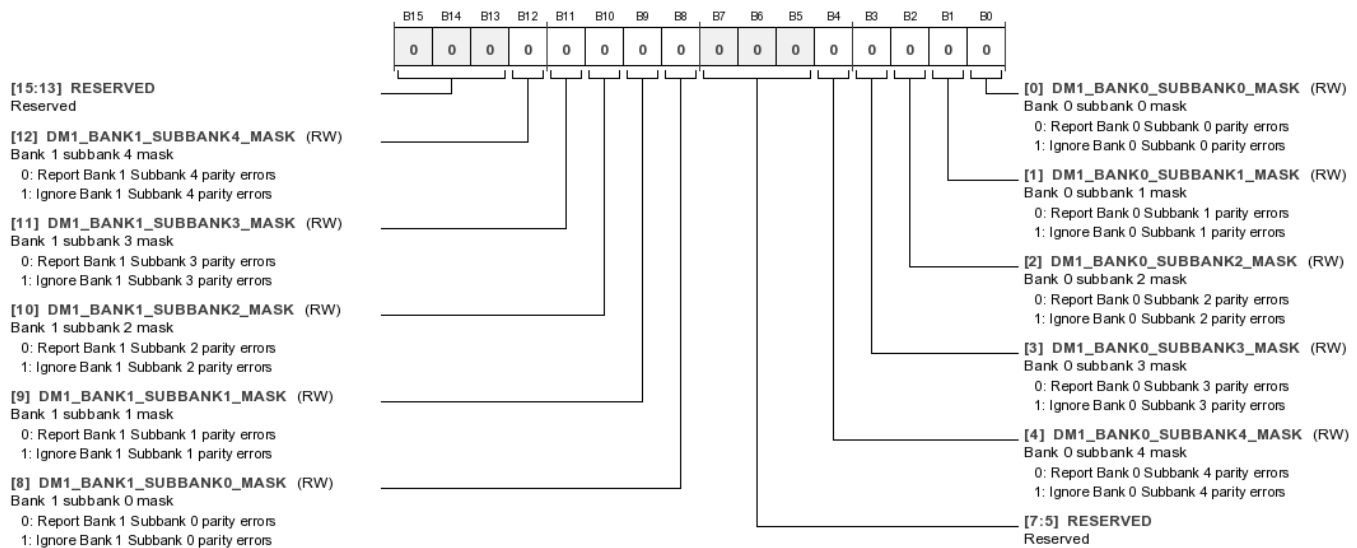 B15 B14 B13 B12 B11 B10 B9 B8 B7 B6 B5 B4 B3 B2 B1 B0
0 0 0 0 0 0 0 0 0 0 0 0 0 0 0 0
[15:13] RESERVED
Reserved
[12] DM1_BANK1_SUBBANK4_MASK (RW)
Bank 1 subbank 4 mask
0: Report Bank 1 Subbank 4 parity errors
1: Ignore Bank 1 Subbank 4 parity errors
[11] DM1_BANK1_SUBBANK3_MASK (RW)
Bank 1 subbank 3 mask
0: Report Bank 1 Subbank 3 parity errors
1: Ignore Bank 1 Subbank 3 parity errors
[10] DM1_BANK1_SUBBANK2_MASK (RW)
Bank 1 subbank 2 mask
0: Report Bank 1 Subbank 2 parity errors
1: Ignore Bank 1 Subbank 2 parity errors
[9] DM1_BANK1_SUBBANK1_MASK (RW)
Bank 1 subbank 1 mask
0: Report Bank 1 Subbank 1 parity errors
1: Ignore Bank 1 Subbank 1 parity errors
[8] DM1_BANK1_SUBBANK0_MASK (RW)
Bank 1 subbank 0 mask
0: Report Bank 1 Subbank 0 parity errors
1: Ignore Bank 1 Subbank 0 parity errors
[0] DM1_BANK0_SUBBANK0_MASK (RW)
Bank 0 subbank 0 mask
0: Report Bank 0 Subbank 0 parity errors
1: Ignore Bank 0 Subbank 0 parity errors
[1] DM1_BANK0_SUBBANK1_MASK (RW)
Bank 0 subbank 1 mask
0: Report Bank 0 Subbank 1 parity errors
1: Ignore Bank 0 Subbank 1 parity errors
[2] DM1_BANK0_SUBBANK2_MASK (RW)
Bank 0 subbank 2 mask
0: Report Bank 0 Subbank 2 parity errors
1: Ignore Bank 0 Subbank 2 parity errors
[3] DM1_BANK0_SUBBANK3_MASK (RW)
Bank 0 subbank 3 mask
0: Report Bank 0 Subbank 3 parity errors
1: Ignore Bank 0 Subbank 3 parity errors
[4] DM1_BANK0_SUBBANK4_MASK (RW)
Bank 0 subbank 4 mask
0: Report Bank 0 Subbank 4 parity errors
1: Ignore Bank 0 Subbank 4 parity errors
[7:5] RESERVED
Reserved